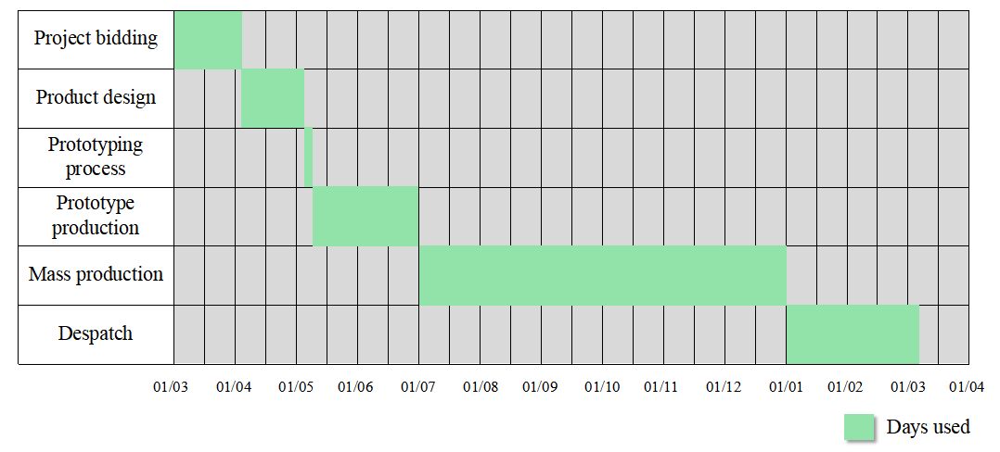 Project bidding
Product design
Prototyping
process
Prototype
production
Mass production
Despatch
01/03 01/04 01/05 01/06 01/07 01/08 01/09 01/10 01/11 01/12 01/01 01/02 01/03 01/04
Days used